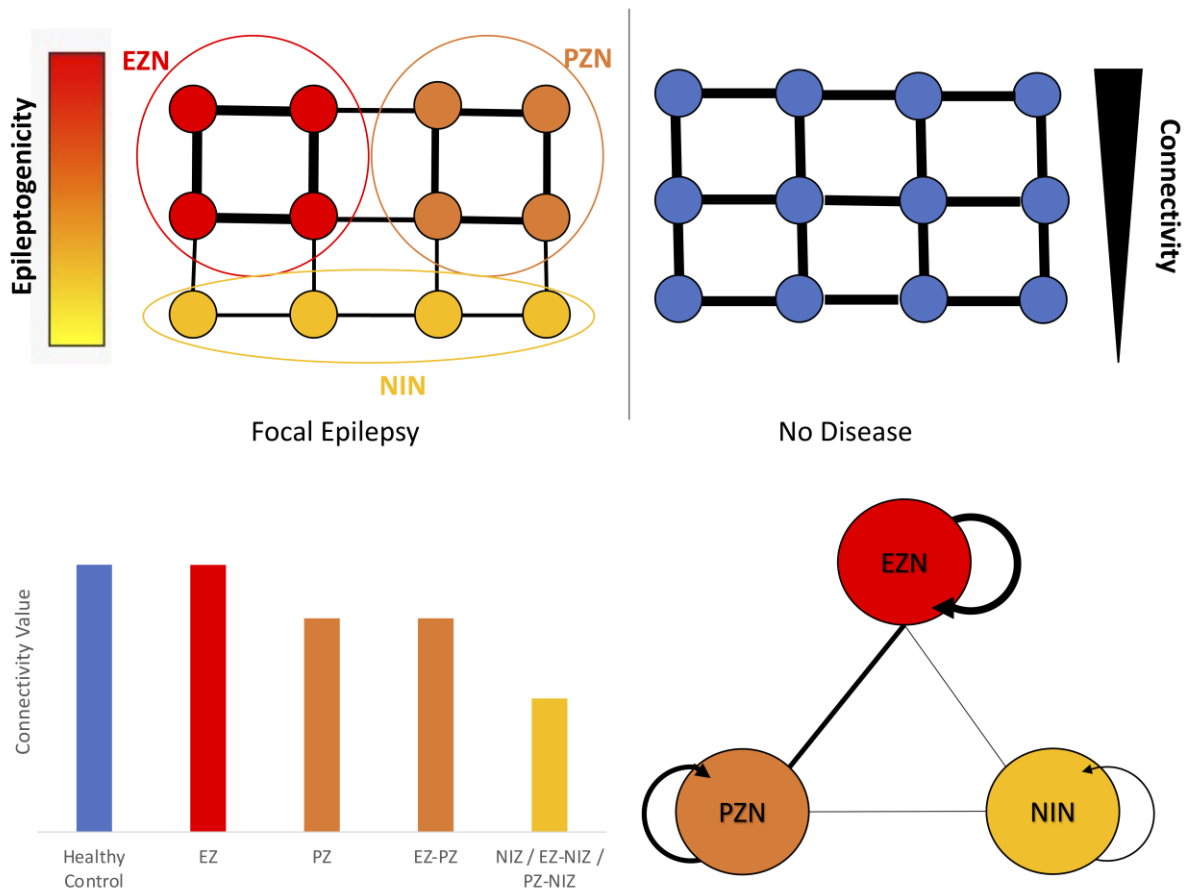 EZN
PZN
Epileptogenicity
NIN
Connectivity
Focal Epilepsy
No Disease
Connectivity Value
Healthy
Control
EZ
PZ
EZ-PZ
NIZ / EZ-NIZ /
PZ-NIZ
EZN
PZN
NIN